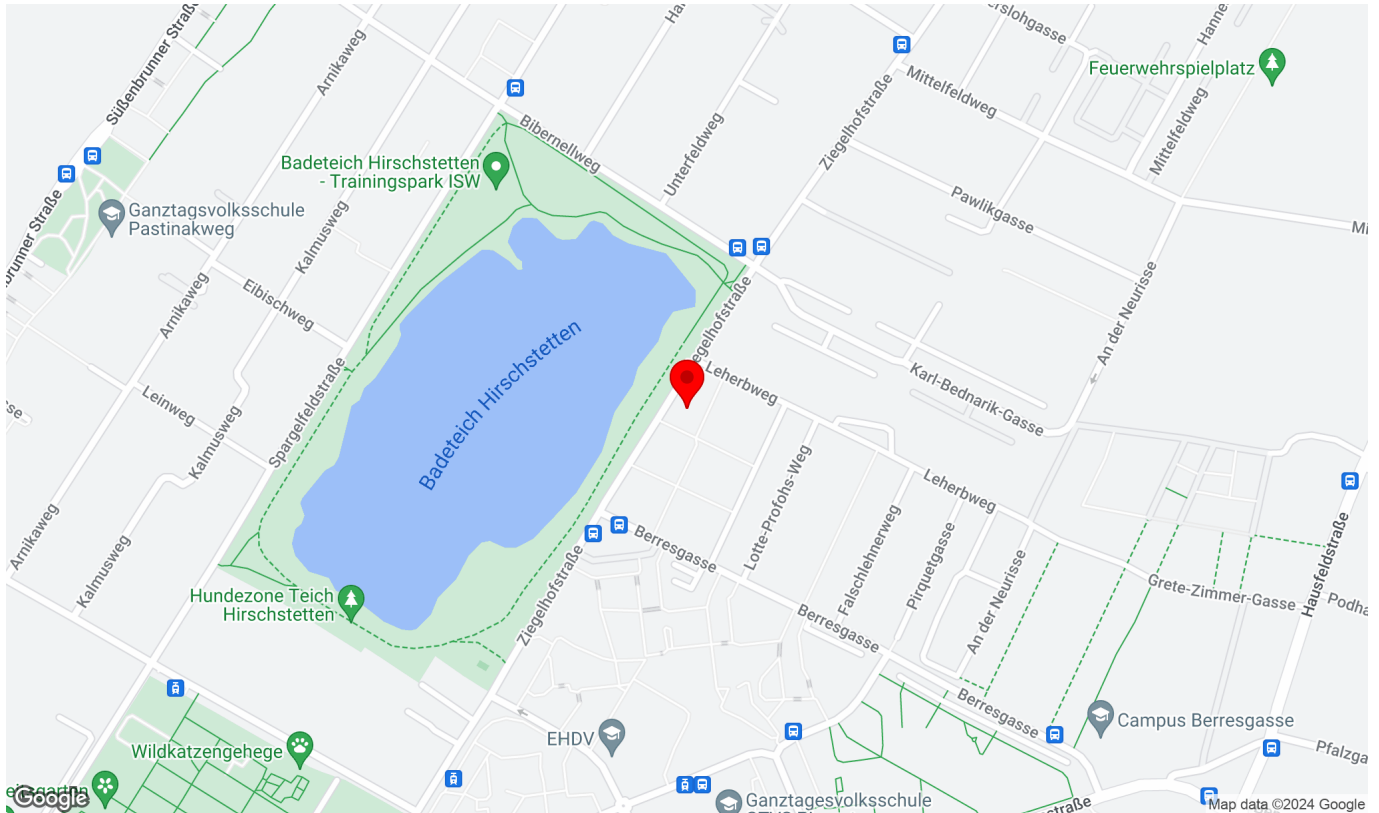 Süßenbrunner Straße
Arnikaweg
Bibernellweg
Unterfeldweg
Ziegelhofstraße
Mittelfeldweg
Feuerwehrspielplatz
Mittelfeldweg
Badeteich Hirschstetten
- Trainingspark ISW
Ganztagsvolksschule
Pastinakweg
Kalmusweg
Pawlikgasse
Arnikaweg
Eibischweg
An der Neurisse
Badeteich Hirschstetten
Leherbweg
Karl-Bednarik-Gasse
Leinweg
Spargelfeldstraße
Kalmusweg
Lotte-Profohs-Weg
Leherbweg
Falschlehnerweg
Pirquetgasse
An der Neurisse
Hausfeldstraße
Arnikaweg
Kalmusweg
Berresgasse
Grete-Zimmer-Gasse
Hundezone Teich
Hirschstetten
Ziegelhofstraße
Berresgasse
Berresgasse
Campus Berresgasse
EHDV
Wildkatzengehege
Ganztagesvolksschule
Google
Map data ©2024 Google